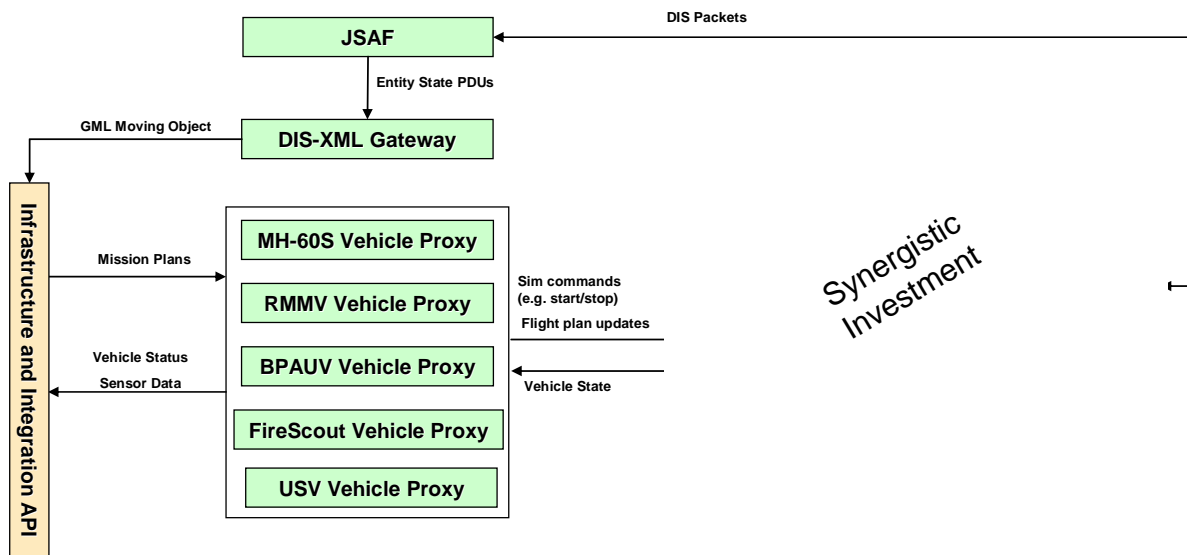 DIS Packets
JSAF
Entity State PDUs
GML Moving Object
DIS-XML Gateway
Infrastructure and Integration API
MH-60S Vehicle Proxy
Mission Plans
RMMV Vehicle Proxy
Sim commands
(e.g. start/stop)
Flight plan updates
Vehicle Status
Sensor Data
BPAUV Vehicle Proxy
Vehicle State
FireScout Vehicle Proxy
USV Vehicle Proxy
Synergistic
Investment